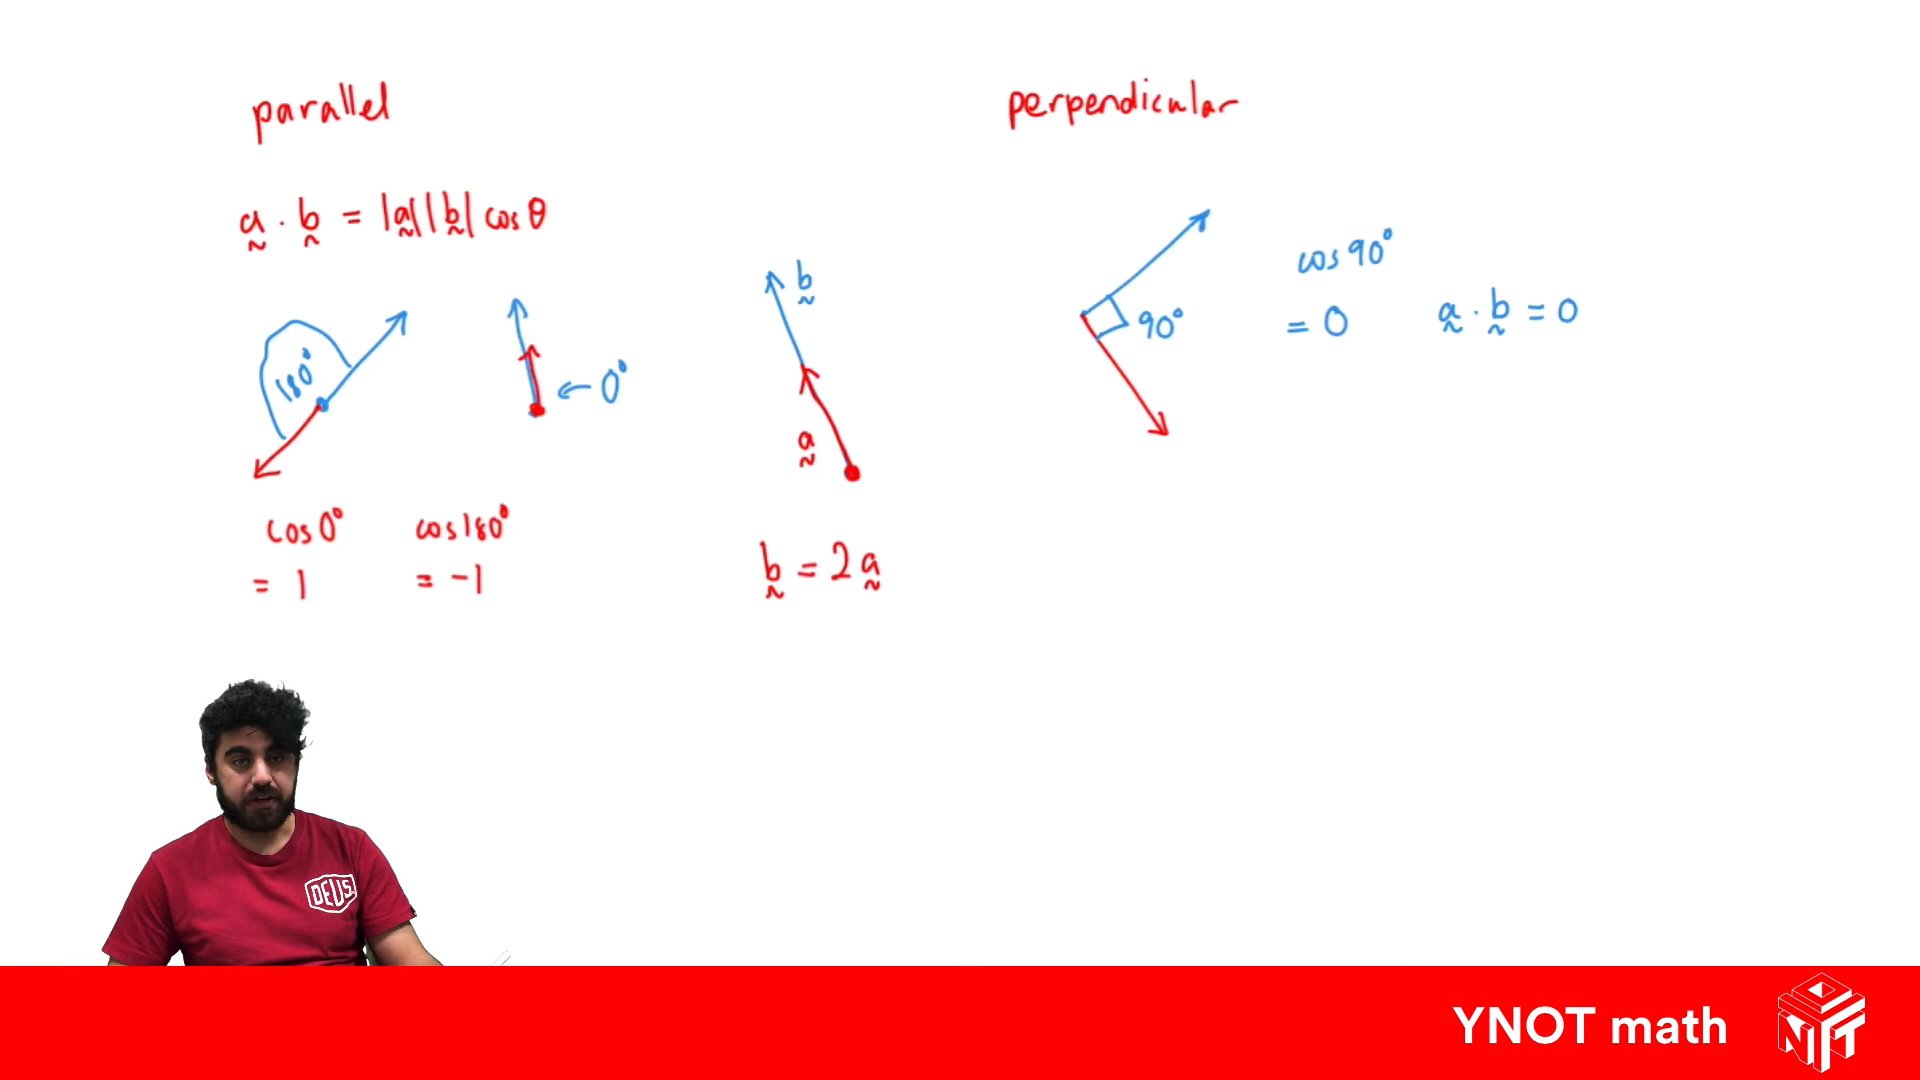 parallel
a · b = |a||b| cos θ
180°
← 0°
b
a
cos 0°
= 1
cos 180°
= -1
b = 2a
perpendicular
90°
cos 90°
= 0
a · b = 0
DEUS
YNOT math
YNOT